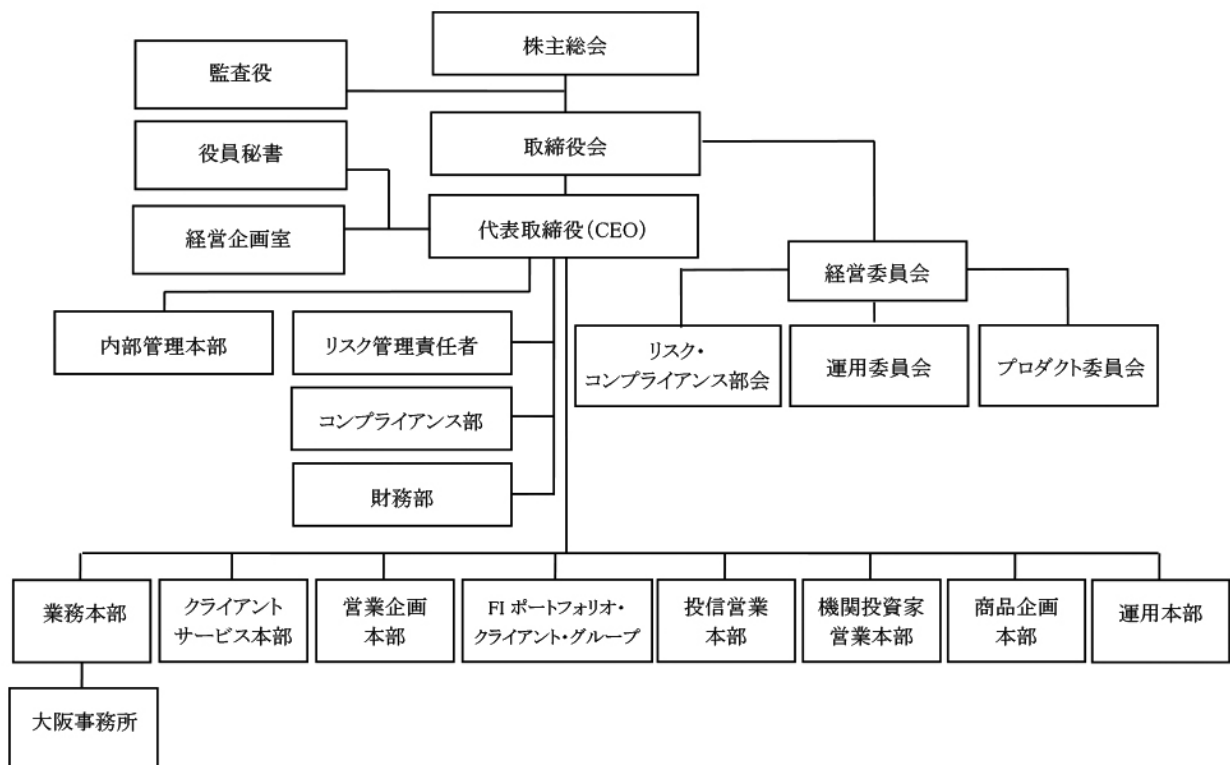 株主総会
監査役
取締役会
役員秘書
代表取締役(CEO)
経営企画室
経営委員会
内部管理本部
リスク管理責任者
リスク・
コンプライアンス部会
運用委員会
プロダクト委員会
コンプライアンス部
財務部
業務本部
クライアント
サービス本部
営業企画
本部
FI ポートフォリオ・
クライアント・グループ
投信営業
本部
機関投資家
営業本部
商品企画
本部
運用本部
大阪事務所